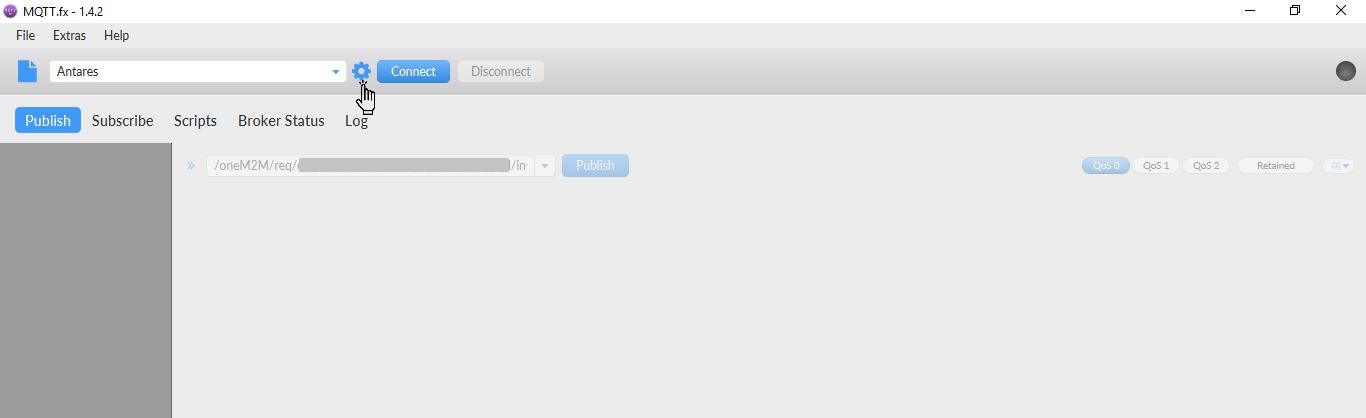 MQTT.fx - 1.4.2
File Extras Help
Antares Connect Disconnect
Publish Subscribe Scripts Broker Status Log
» /oneM2M/req/ /in Publish QoS 0 QoS 1 QoS 2 Retained